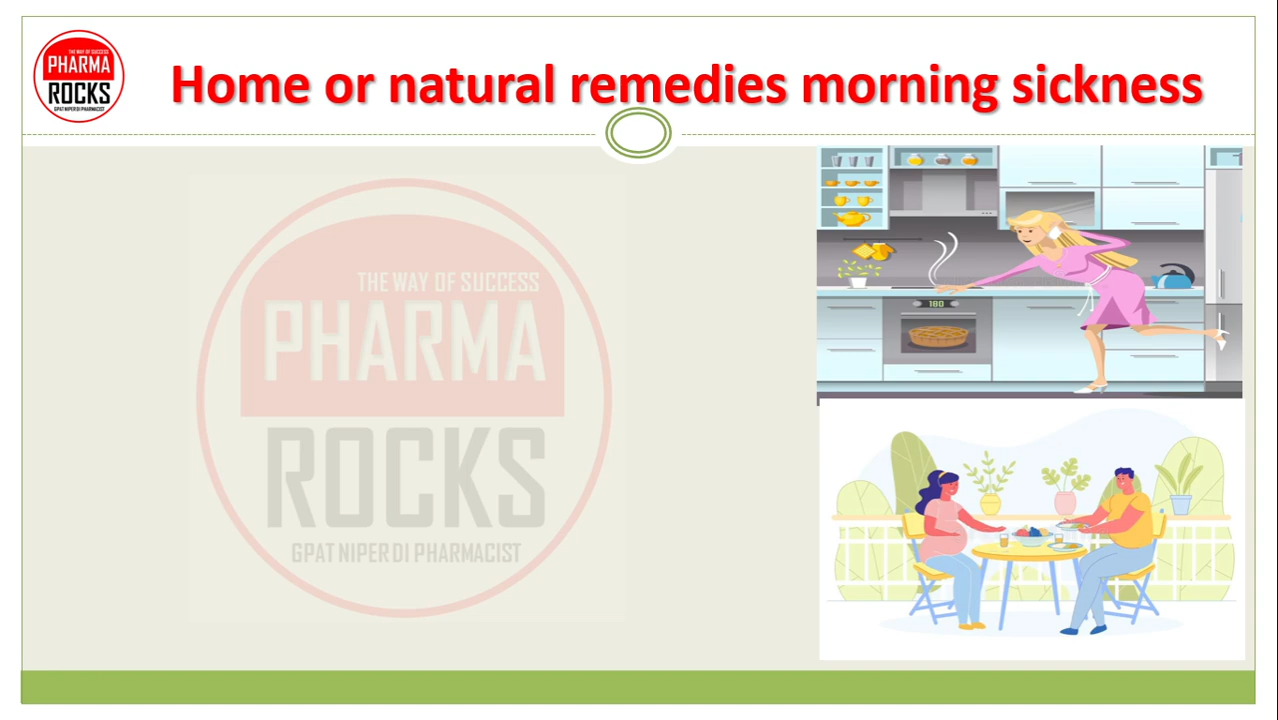 THE WAY OF SUCCESS
PHARMA
ROCKS
GPAT NIPER DI PHARMACIST
Home or natural remedies morning sickness
THE WAY OF SUCCESS
PHARMA
ROCKS
GPAT NIPER DI PHARMACIST
180